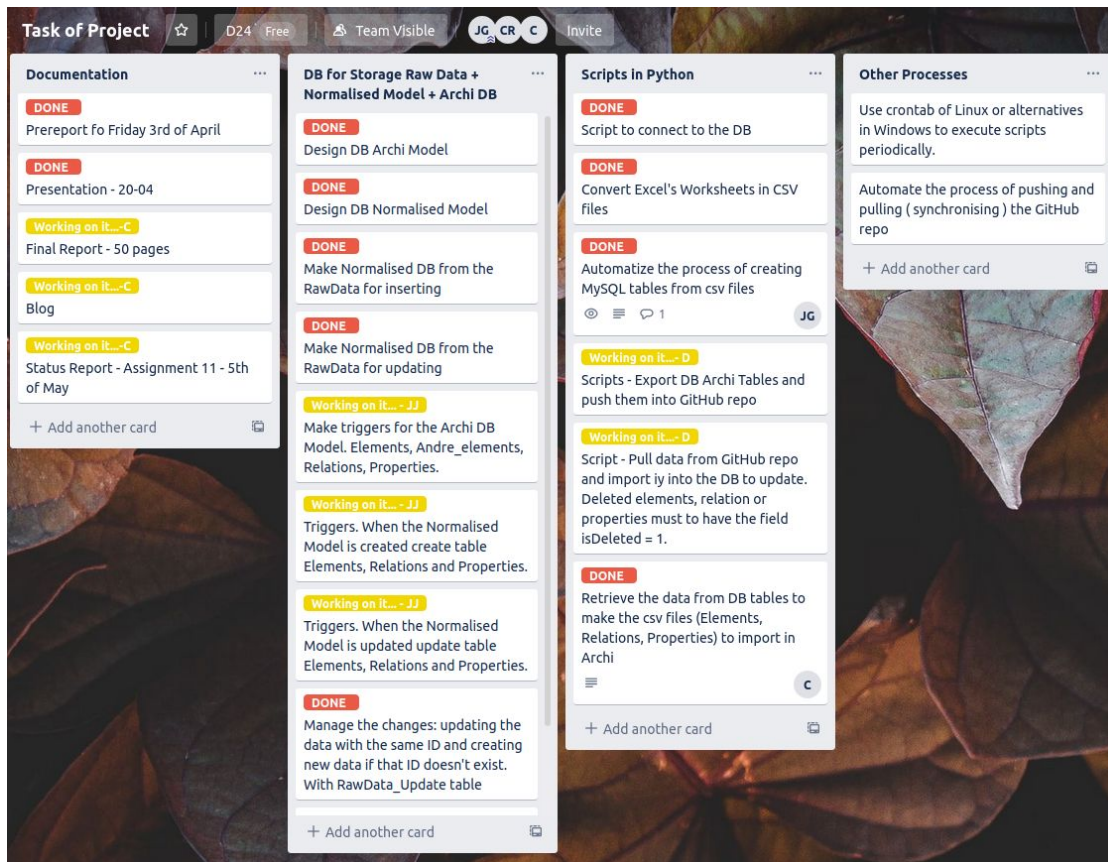 Task of Project
D24 Free
Team Visible
JG CR C
Invite
Documentation
DONE
Prereport fo Friday 3rd of April
DONE
Presentation - 20-04
Working on it...-C
Final Report - 50 pages
Working on it...-C
Blog
Working on it...-C
Status Report - Assignment 11 - 5th
of May
+ Add another card
DB for Storage Raw Data +
Normalised Model + Archi DB
DONE
Design DB Archi Model
DONE
Design DB Normalised Model
DONE
Make Normalised DB from the
RawData for inserting
DONE
Make Normalised DB from the
RawData for updating
Working on it... - JJ
Make triggers for the Archi DB
Model. Elements, Andre_elements,
Relations, Properties.
Working on it... - JJ
Triggers. When the Normalised
Model is created create table
Elements, Relations and Properties.
Working on it... - JJ
Triggers. When the Normalised
Model is updated update table
Elements, Relations and Properties.
DONE
Manage the changes: updating the
data with the same ID and creating
new data if that ID doesn't exist.
With RawData_Update table
+ Add another card
Scripts in Python
DONE
Script to connect to the DB
DONE
Convert Excel's Worksheets in CSV
files
DONE
Automatize the process of creating
MySQL tables from csv files
1
JG
Working on it...- D
Scripts - Export DB Archi Tables and
push them into GitHub repo
Working on it...- D
Script - Pull data from GitHub repo
and import iy into the DB to update.
Deleted elements, relation or
properties must to have the field
isDeleted = 1.
DONE
Retrieve the data from DB tables to
make the csv files (Elements,
Relations, Properties) to import in
Archi
C
+ Add another card
Other Processes
Use crontab of Linux or alternatives
in Windows to execute scripts
periodically.
Automate the process of pushing and
pulling ( synchronising ) the GitHub
repo
+ Add another card